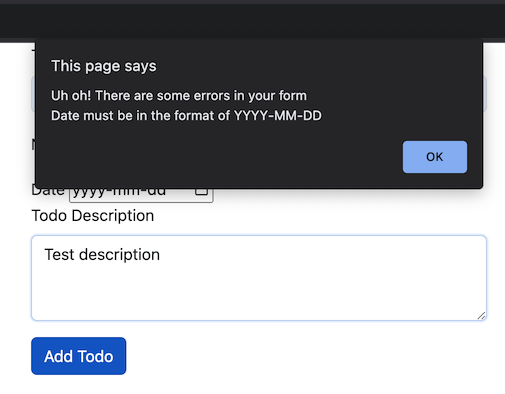 This page says
Uh oh! There are some errors in your form
Date must be in the format of YYYY-MM-DD
OK
Date yyyy-mm-dd
Todo Description
Test description
Add Todo